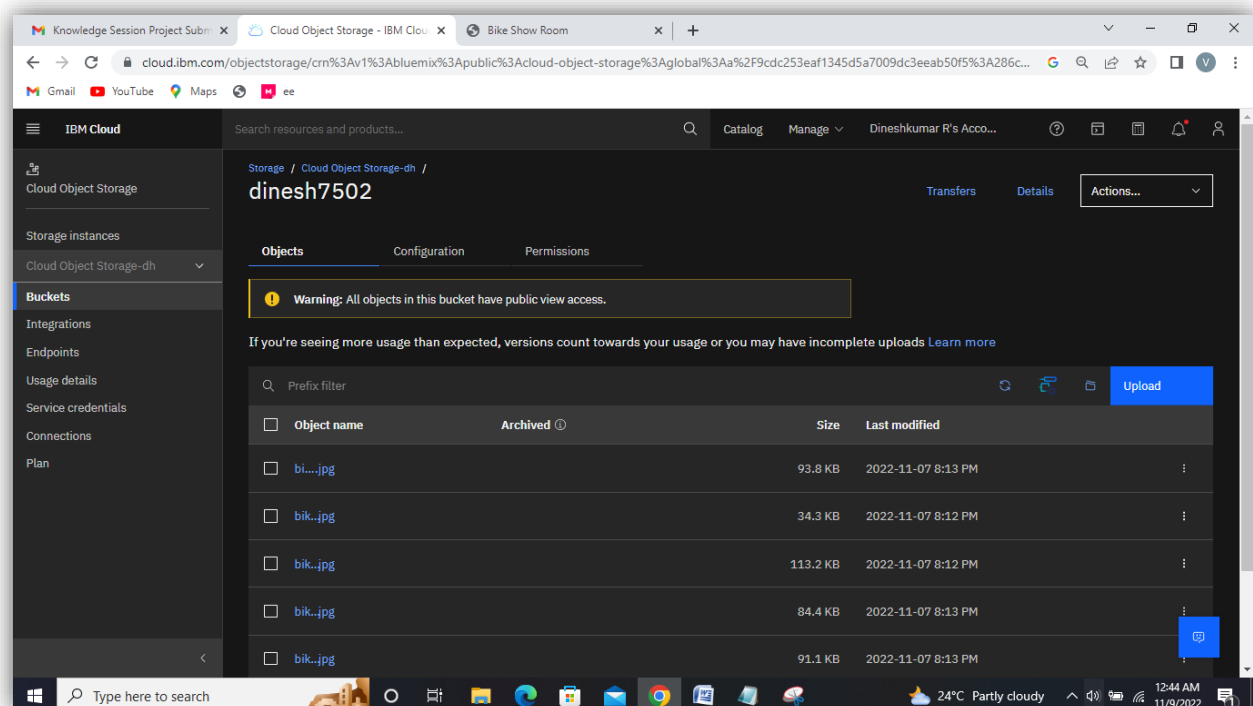 Knowledge Session Project Subm
Cloud Object Storage - IBM Clou
Bike Show Room
cloud.ibm.com/objectstorage/crn%3Av1%3Abluemix%3Apublic%3Acloud-object-storage%3Aglobal%3Aa%2F9cdc253eaf1345d5a7009dc3eeab50f5%3A286c...
G
V
Gmail YouTube Maps ee
IBM Cloud
Search resources and products...
Catalog Manage Dineshkumar R's Acco...
Cloud Object Storage
Storage instances
Cloud Object Storage-dh
Buckets
Integrations
Endpoints
Usage details
Service credentials
Connections
Plan
Storage / Cloud Object Storage-dh /
dinesh7502
Transfers Details Actions...
Objects Configuration Permissions
Warning: All objects in this bucket have public view access.
If you're seeing more usage than expected, versions count towards your usage or you may have incomplete uploads Learn more
Prefix filter
Upload
Object name Archived Size Last modified
bi....jpg 93.8 KB 2022-11-07 8:13 PM
bik..jpg 34.3 KB 2022-11-07 8:12 PM
bik..jpg 113.2 KB 2022-11-07 8:12 PM
bik..jpg 84.4 KB 2022-11-07 8:13 PM
bik..jpg 91.1 KB 2022-11-07 8:13 PM
Type here to search
24°C Partly cloudy
12:44 AM
11/9/2022